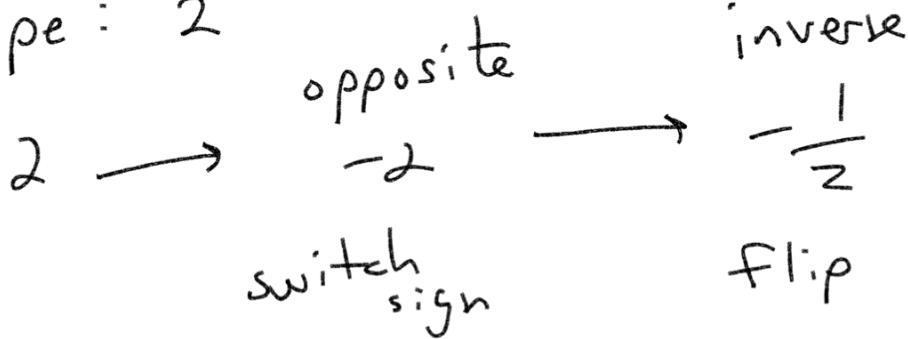 pe : 2
opposite inverse
2 → -2 → -1/2
switch sign flip